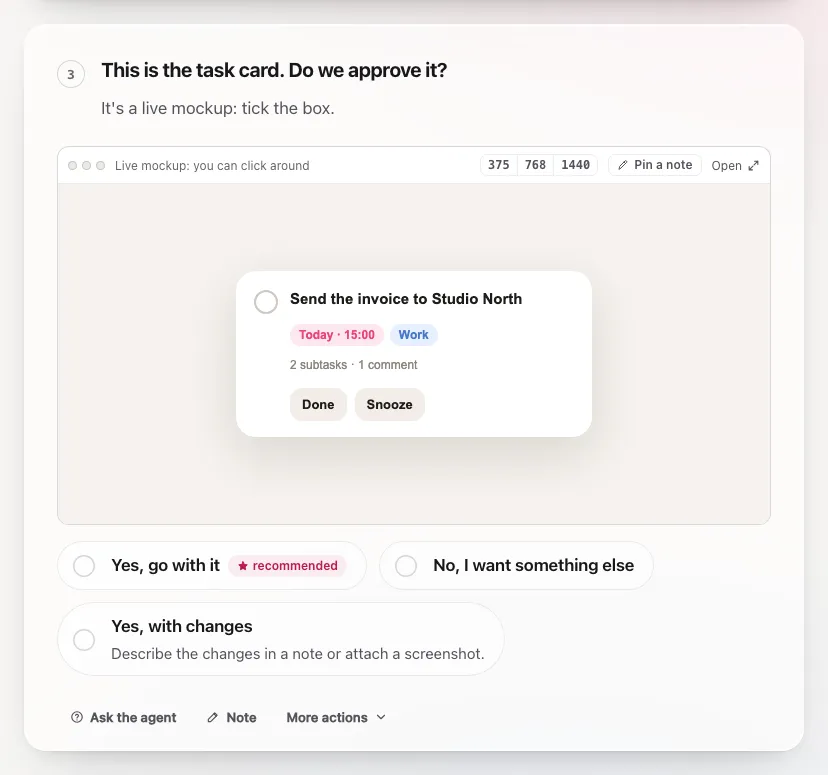 3
This is the task card. Do we approve it?
It's a live mockup: tick the box.
Live mockup: you can click around
375 768 1440
Pin a note
Open
Send the invoice to Studio North
Today · 15:00 Work
2 subtasks · 1 comment
Done Snooze
Yes, go with it recommended
No, I want something else
Yes, with changes
Describe the changes in a note or attach a screenshot.
Ask the agent Note More actions